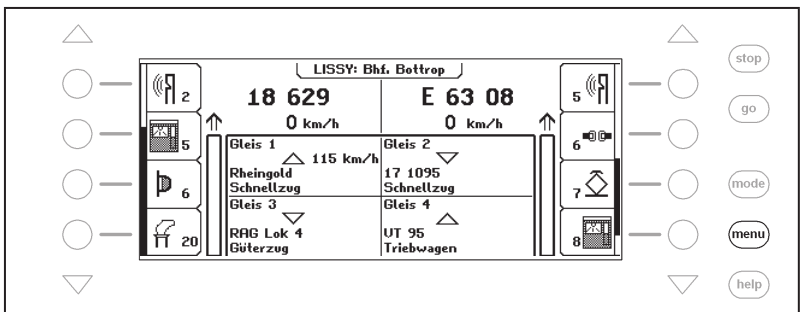 LISSY: Bhf. Bottrop
18 629
E 63 08
0 km/h
0 km/h
2
5
6
20
5
6
7
8
Gleis 1
115 km/h
Rheingold
Schnellzug
Gleis 2
17 1095
Schnellzug
Gleis 3
RAG Lok 4
Güterzug
Gleis 4
VT 95
Triebwagen
stop
go
mode
menu
help